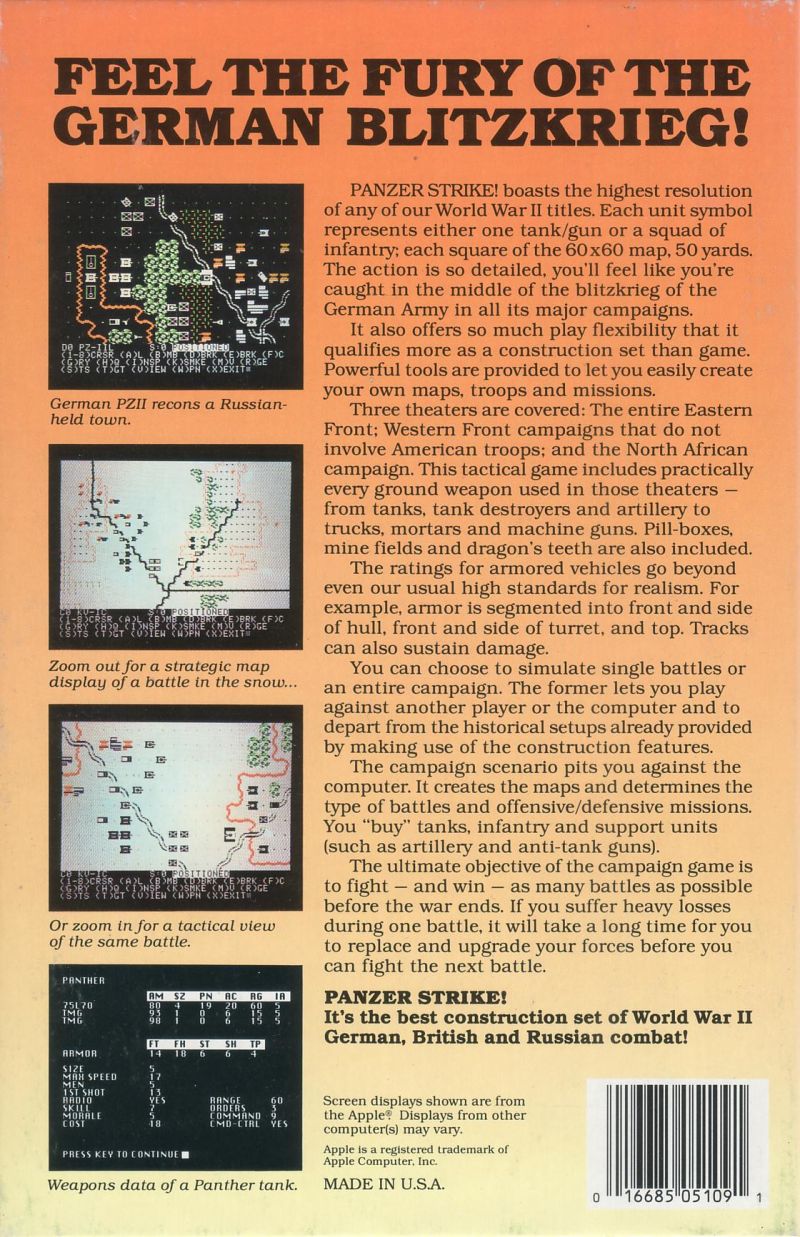 FEEL THE FURY OF THE
GERMAN BLITZKRIEG!
D0 PZ-IIL S:0 POSITIONED
(1-8)CRSR (A)L (B)MB (D)BRK (E)BRK (F)C
(G)RY (H)Q (I)NSP (K)SMKE (M)U (R)GE
(S)TS (T)GT (V)IEW (W)PN (X)EXIT
German PZII recons a Russian-
held town.
C0 KV-IC S:0 POSITIONED
(1-8)CRSR (A)L (B)MB (D)BRK (E)BRK (F)C
(G)RY (H)Q (I)NSP (K)SMKE (M)U (R)GE
(S)TS (T)GT (V)IEW (W)PN (X)EXIT
Zoom out for a strategic map
display of a battle in the snow...
C0 KV-IC S:0 POSITIONED
(1-8)CRSR (A)L (B)MB (D)BRK (E)BRK (F)C
(G)RY (H)Q (I)NSP (K)SMKE (M)U (R)GE
(S)TS (T)GT (V)IEW (W)PN (X)EXIT
Or zoom in for a tactical view
of the same battle.
PANTHER
AM SZ PN AC RG IA
75L70 80 4 19 20 60 5
TMG 93 1 0 6 15 5
TMG 98 1 0 6 15 5
FT FH ST SH TP
ARMOR 14 18 6 6 4
SIZE 5
MAX SPEED 17
MEN 5
1ST SHOT 13
RADIO YES RANGE 60
SKILL 7 ORDERS 3
MORALE 5 COMMAND 9
COST 18 CMD-CTRL YES
PRESS KEY TO CONTINUE
Weapons data of a Panther tank.
PANZER STRIKE! boasts the highest resolution
of any of our World War II titles. Each unit symbol
represents either one tank/gun or a squad of
infantry; each square of the 60x60 map, 50 yards.
The action is so detailed, you'll feel like you're
caught in the middle of the blitzkrieg of the
German Army in all its major campaigns.
It also offers so much play flexibility that it
qualifies more as a construction set than game.
Powerful tools are provided to let you easily create
your own maps, troops and missions.
Three theaters are covered: The entire Eastern
Front; Western Front campaigns that do not
involve American troops; and the North African
campaign. This tactical game includes practically
every ground weapon used in those theaters —
from tanks, tank destroyers and artillery to
trucks, mortars and machine guns. Pill-boxes,
mine fields and dragon's teeth are also included.
The ratings for armored vehicles go beyond
even our usual high standards for realism. For
example, armor is segmented into front and side
of hull, front and side of turret, and top. Tracks
can also sustain damage.
You can choose to simulate single battles or
an entire campaign. The former lets you play
against another player or the computer and to
depart from the historical setups already provided
by making use of the construction features.
The campaign scenario pits you against the
computer. It creates the maps and determines the
type of battles and offensive/defensive missions.
You “buy” tanks, infantry and support units
(such as artillery and anti-tank guns).
The ultimate objective of the campaign game is
to fight — and win — as many battles as possible
before the war ends. If you suffer heavy losses
during one battle, it will take a long time for you
to replace and upgrade your forces before you
can fight the next battle.
PANZER STRIKE!
It's the best construction set of World War II
German, British and Russian combat!
Screen displays shown are from
the Apple®. Displays from other
computer(s) may vary.
Apple is a registered trademark of
Apple Computer, Inc.
MADE IN U.S.A.
0 16685 05109 1